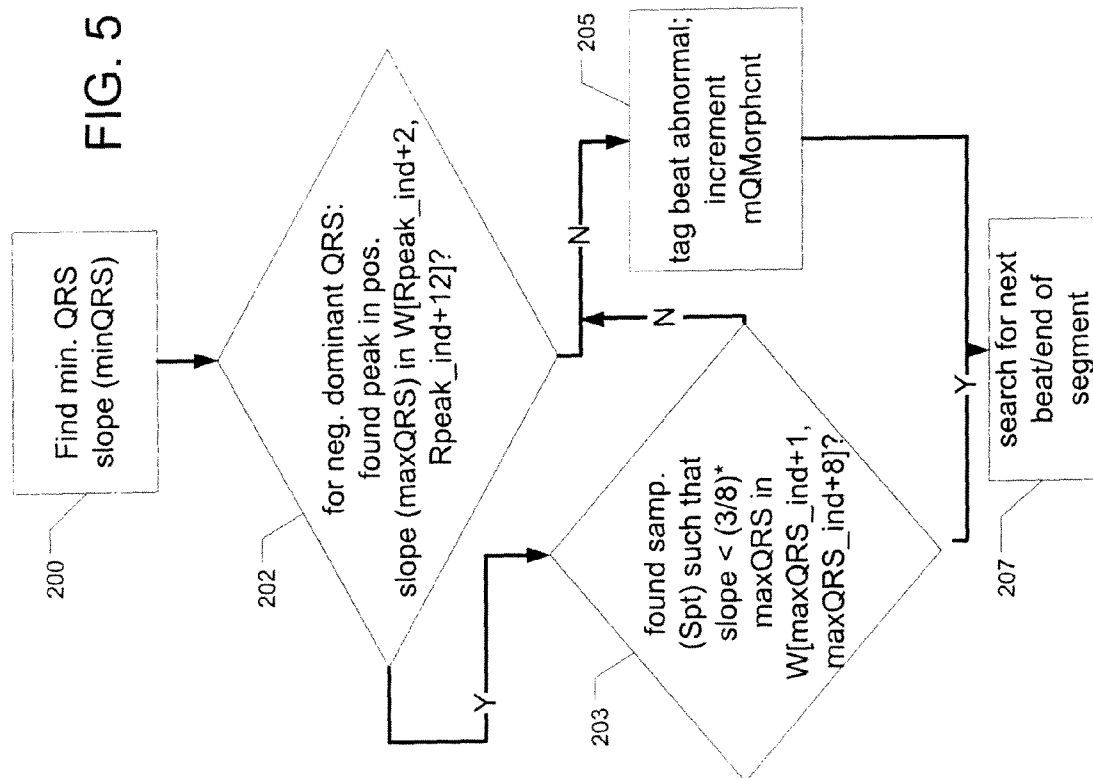 FIG. 5
200
Find min. QRS
slope (minQRS)
202
for neg. dominant QRS:
found peak in pos.
slope (maxQRS) in W[Rpeak_ind+2,
Rpeak_ind+12]?
Y
N
203
found samp.
(Spt) such that
slope < (3/8)*
maxQRS in
W[maxQRS_ind+1,
maxQRS_ind+8]?
N
Y
205
tag beat abnormal;
increment
mQMorphcnt
207
search for next
beat/end of
segment